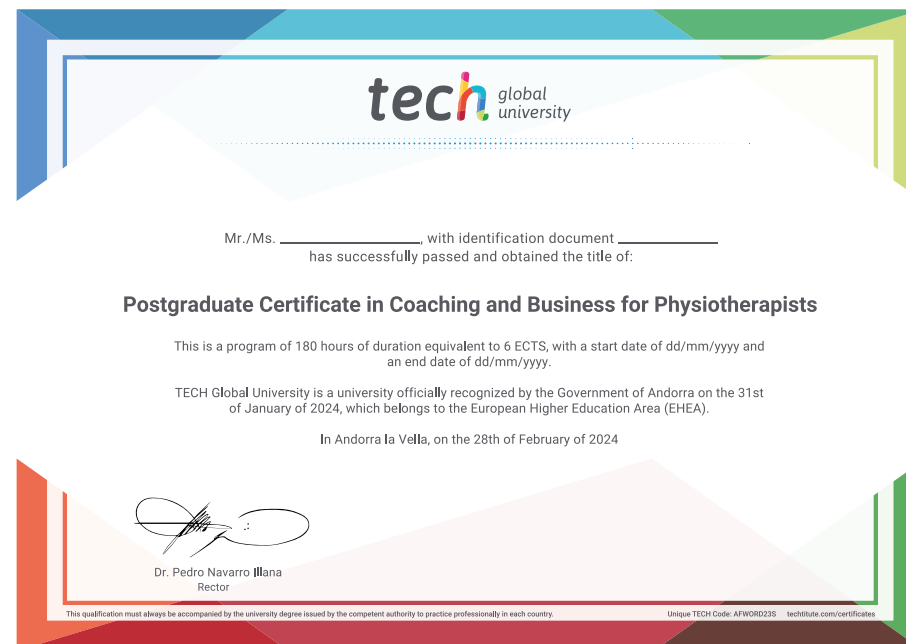 tech global
university
Mr./Ms. ____________, with identification document ____________
has successfully passed and obtained the title of:
Postgraduate Certificate in Coaching and Business for Physiotherapists
This is a program of 180 hours of duration equivalent to 6 ECTS, with a start date of dd/mm/yyyy and
an end date of dd/mm/yyyy.
TECH Global University is a university officially recognized by the Government of Andorra on the 31st
of January of 2024, which belongs to the European Higher Education Area (EHEA).
In Andorra la Vella, on the 28th of February of 2024
Dr. Pedro Navarro Illana
Rector
This qualification must always be accompanied by the university degree issued by the competent authority to practice professionally in each country. Unique TECH Code: AFWORD23S techtitute.com/certificates